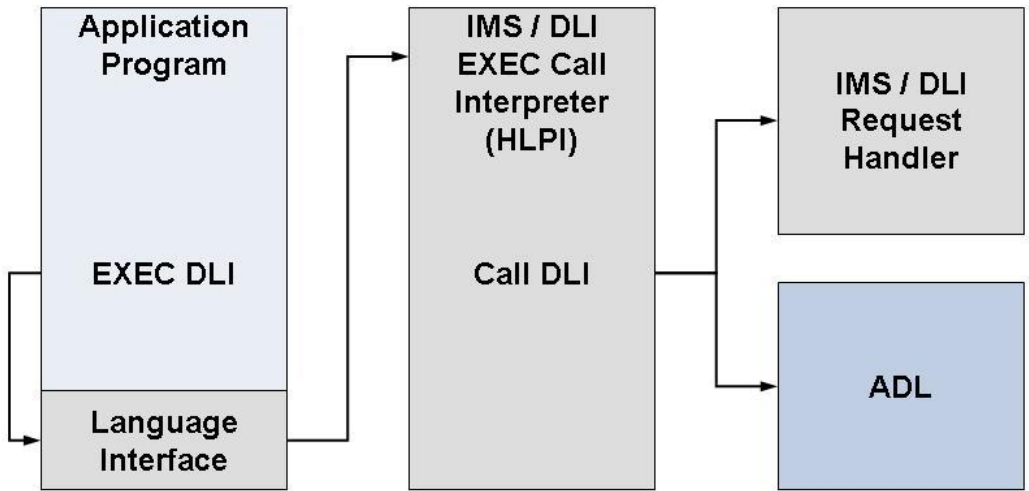 Application
Program
EXEC DLI
Language
Interface
IMS / DLI
EXEC Call
Interpreter
(HLPI)
Call DLI
IMS / DLI
Request
Handler
ADL